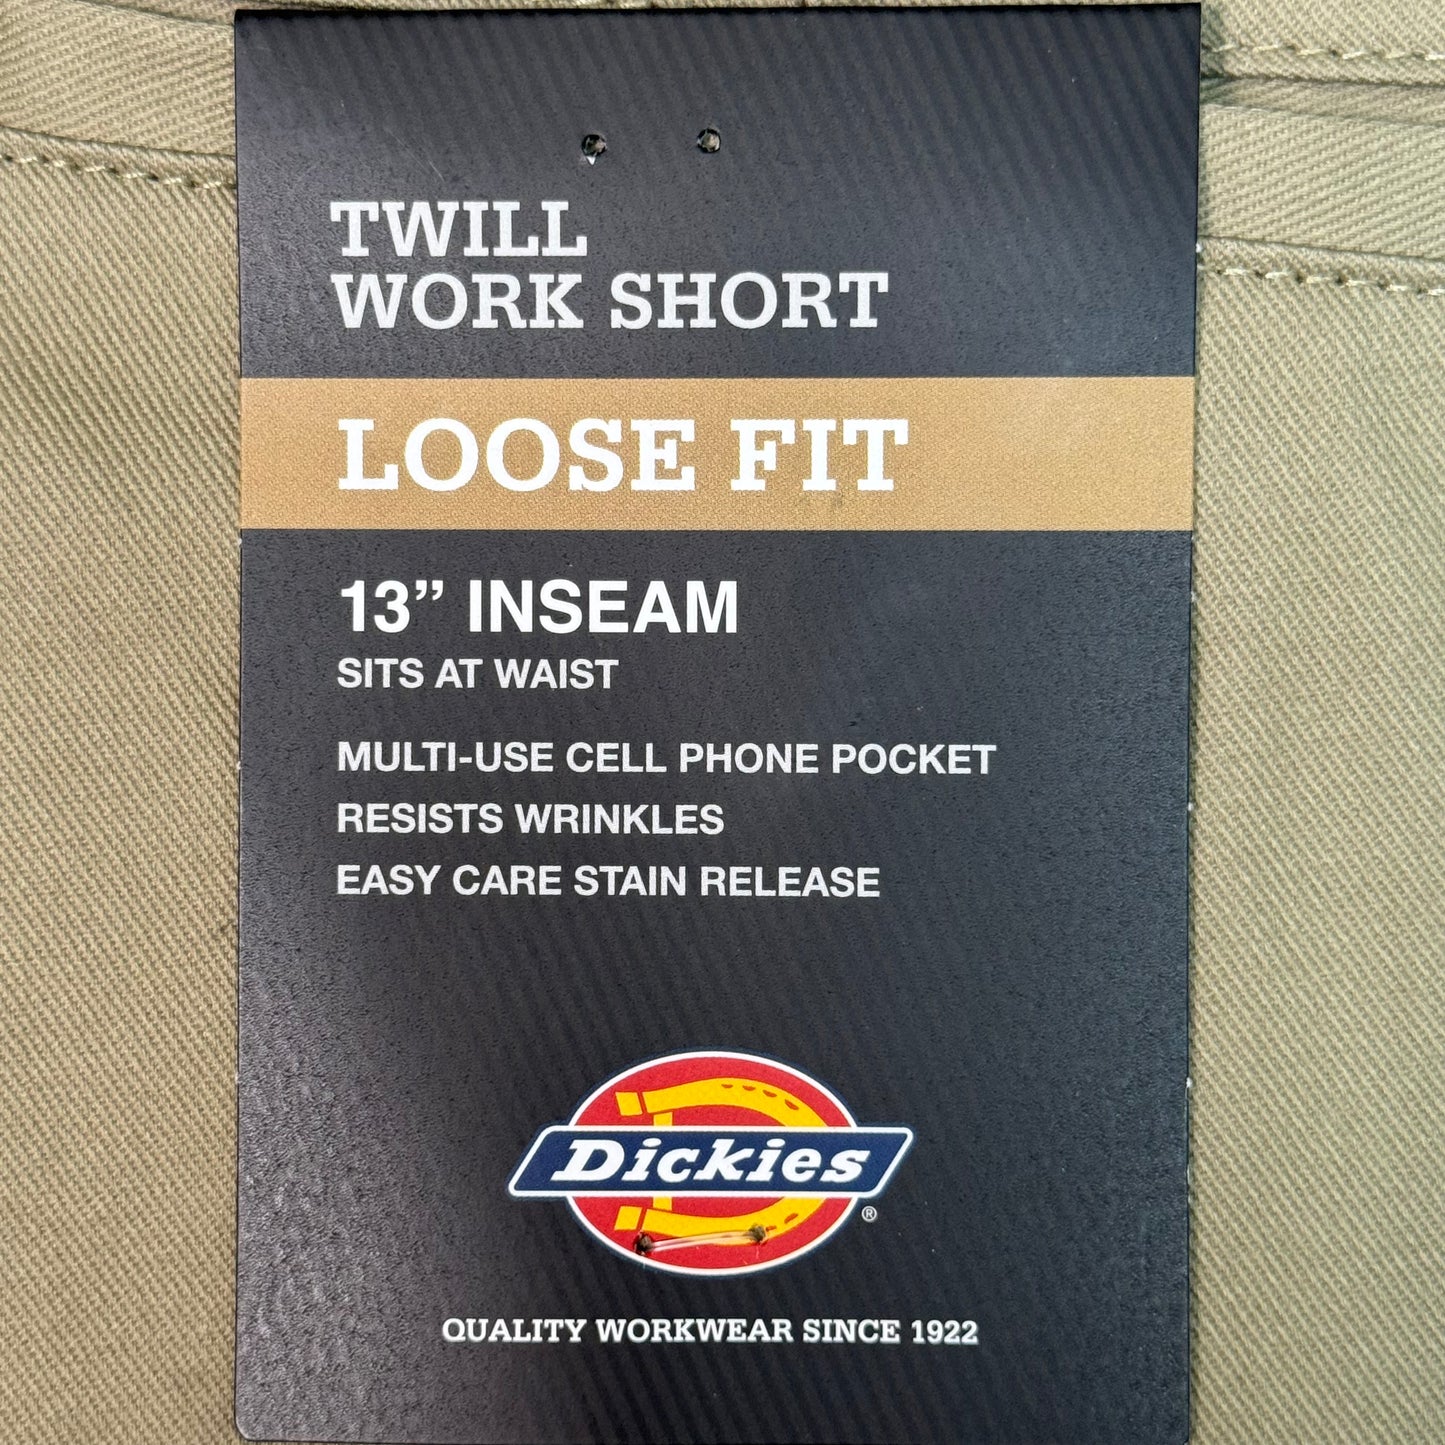 TWILL
WORK SHORT
LOOSE FIT
13” INSEAM
SITS AT WAIST
MULTI-USE CELL PHONE POCKET
RESISTS WRINKLES
EASY CARE STAIN RELEASE
Dickies
®
QUALITY WORKWEAR SINCE 1922